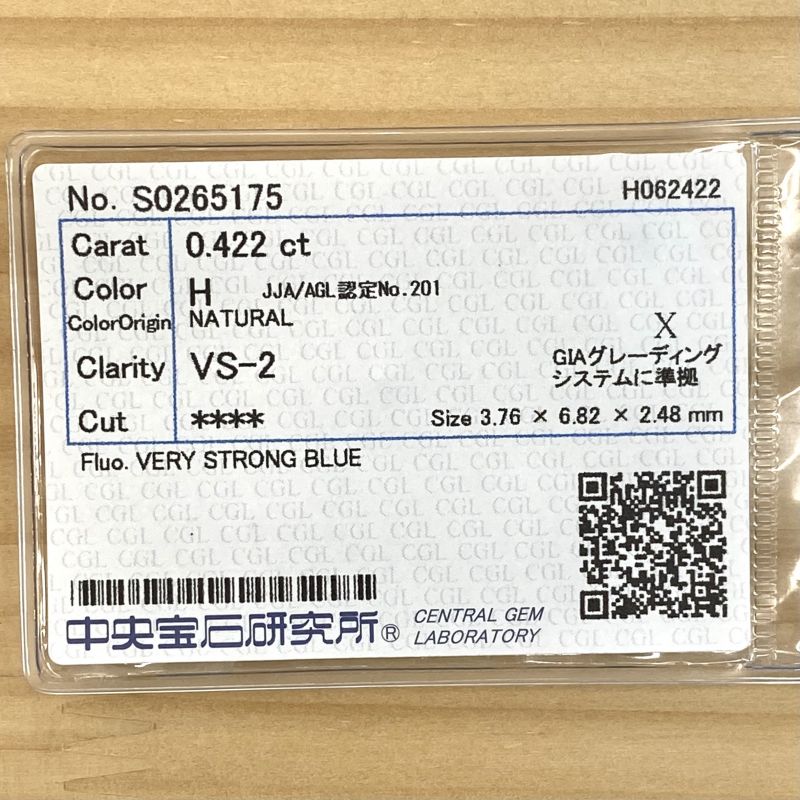 No. S0265175
H062422
Carat 0.422 ct
Color H JJA/AGL認定No.201
ColorOrigin NATURAL
X
Clarity VS-2
GIAグレーディング
システムに準拠
Cut ****
Size 3.76 × 6.82 × 2.48 mm
Fluo. VERY STRONG BLUE
中央宝石研究所®
CENTRAL GEM
LABORATORY